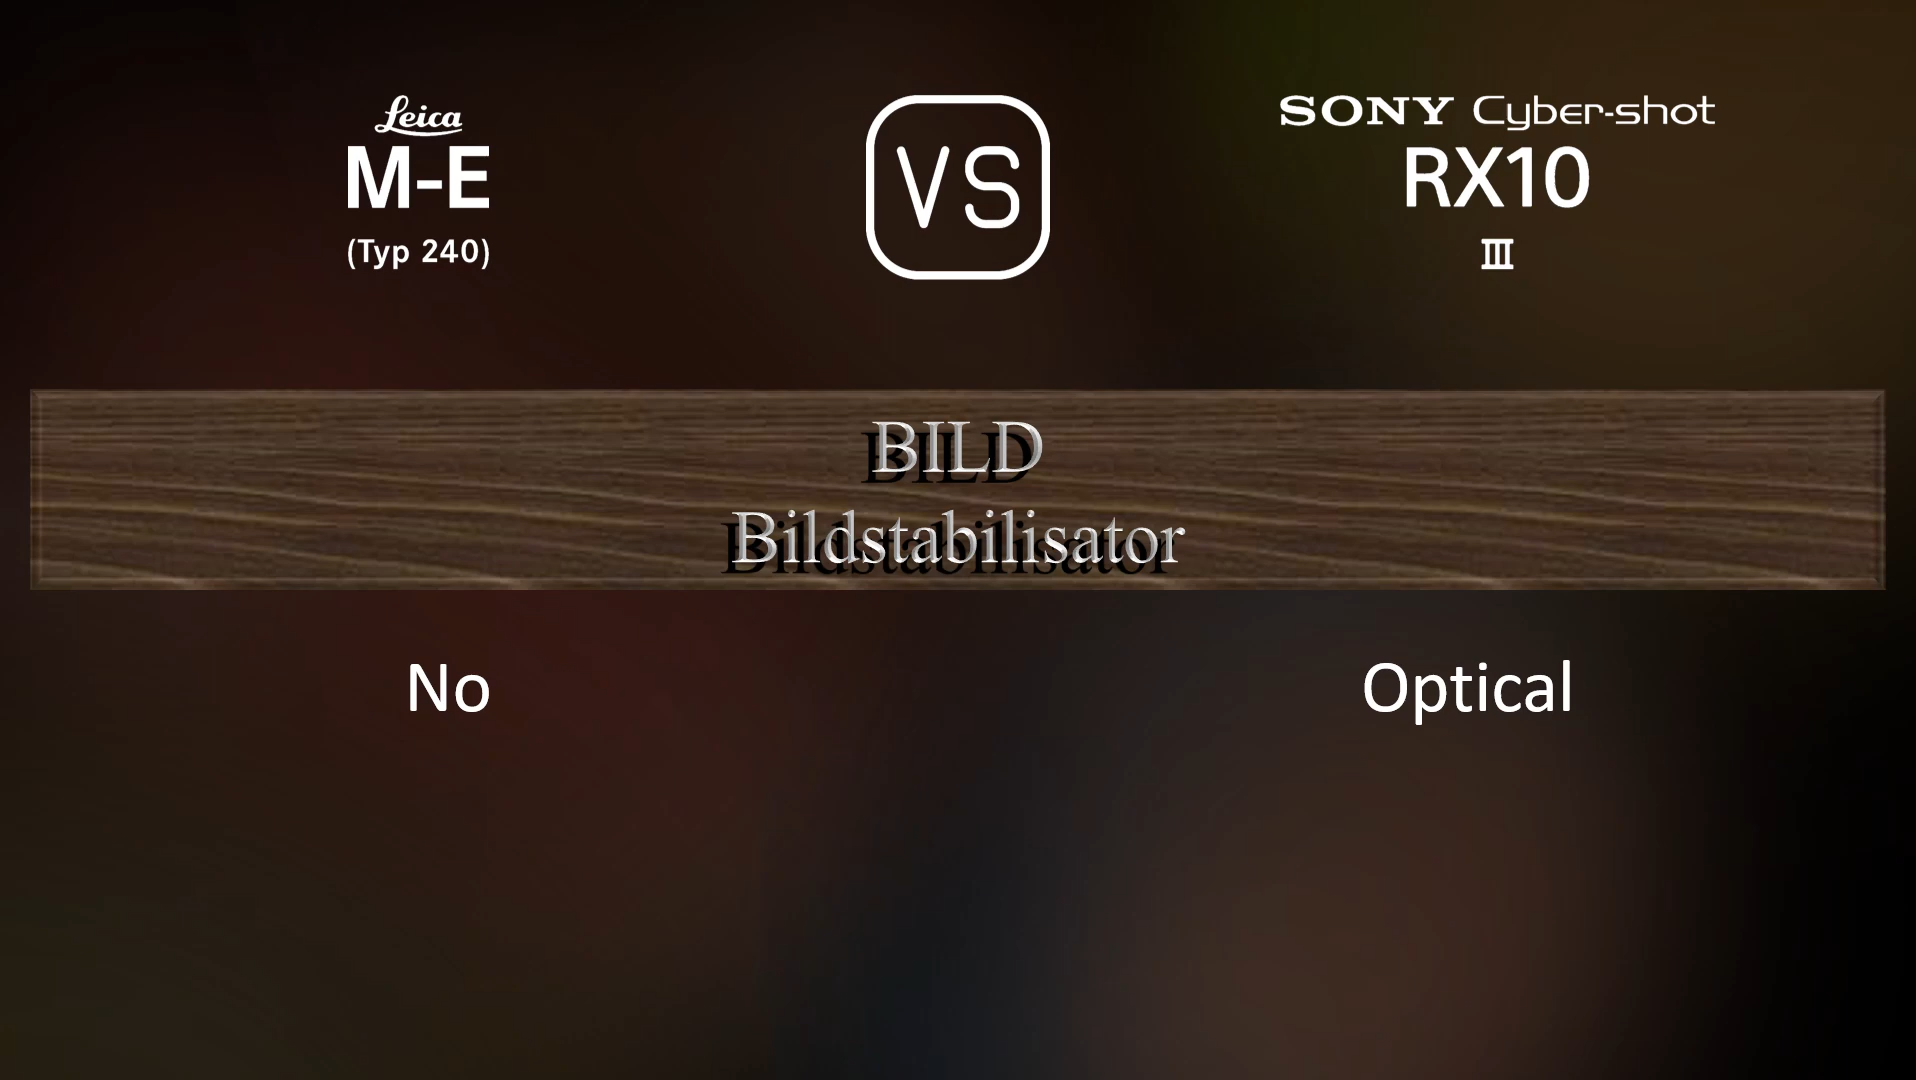 Leica
M-E
(Typ 240)
VS
SONY Cyber-shot
RX10
III
BILD
Bildstabilisator
No
Optical